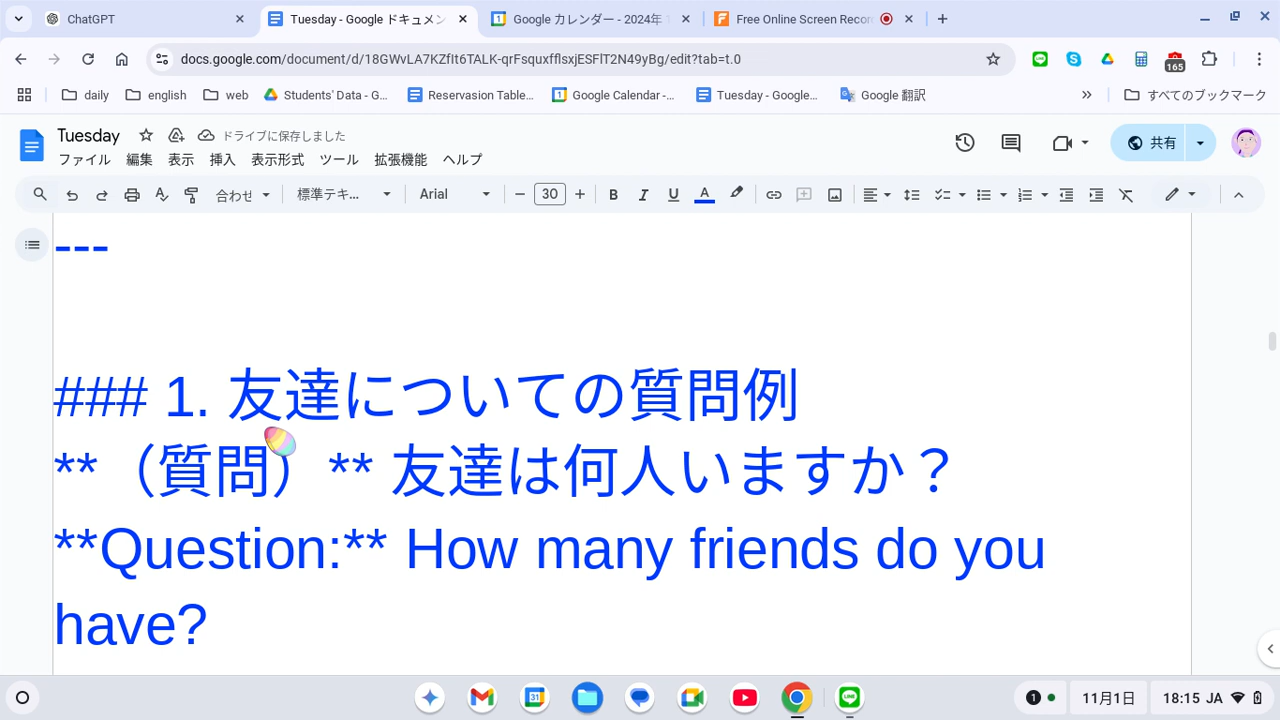 ChatGPT
Tuesday - Google ドキュメン
Google カレンダー - 2024年
Free Online Screen Recor
docs.google.com/document/d/18GWvLA7KZfIt6TALK-qrFsquxfflsxjESFlT2N49yBg/edit?tab=t.0
165
daily
english
web
Students' Data - G...
Reservasion Table...
Google Calendar -...
Tuesday - Google...
Google 翻訳
»
すべてのブックマーク
Tuesday
ドライブに保存しました
ファイル 編集 表示 挿入 表示形式 ツール 拡張機能 ヘルプ
共有
合わせ 標準テキ... Arial 30 B I U A
---
### 1. 友達についての質問例
**（質問）** 友達は何人いますか？
**Question:** How many friends do you
have?
31
1
11月1日
18:15 JA